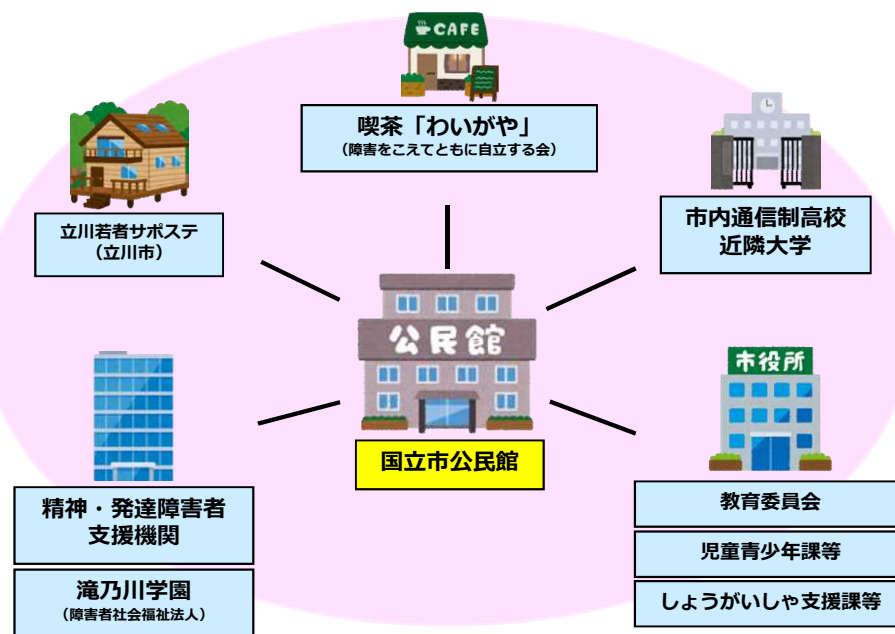 CAFE
喫茶「わいがや」
（障害をこえてともに自立する会）
立川若者サポステ
（立川市）
市内通信制高校
近隣大学
公民館
国立市公民館
市役所
精神・発達障害者
支援機関
滝乃川学園
（障害者社会福祉法人）
教育委員会
児童青少年課等
しょうがいしゃ支援課等